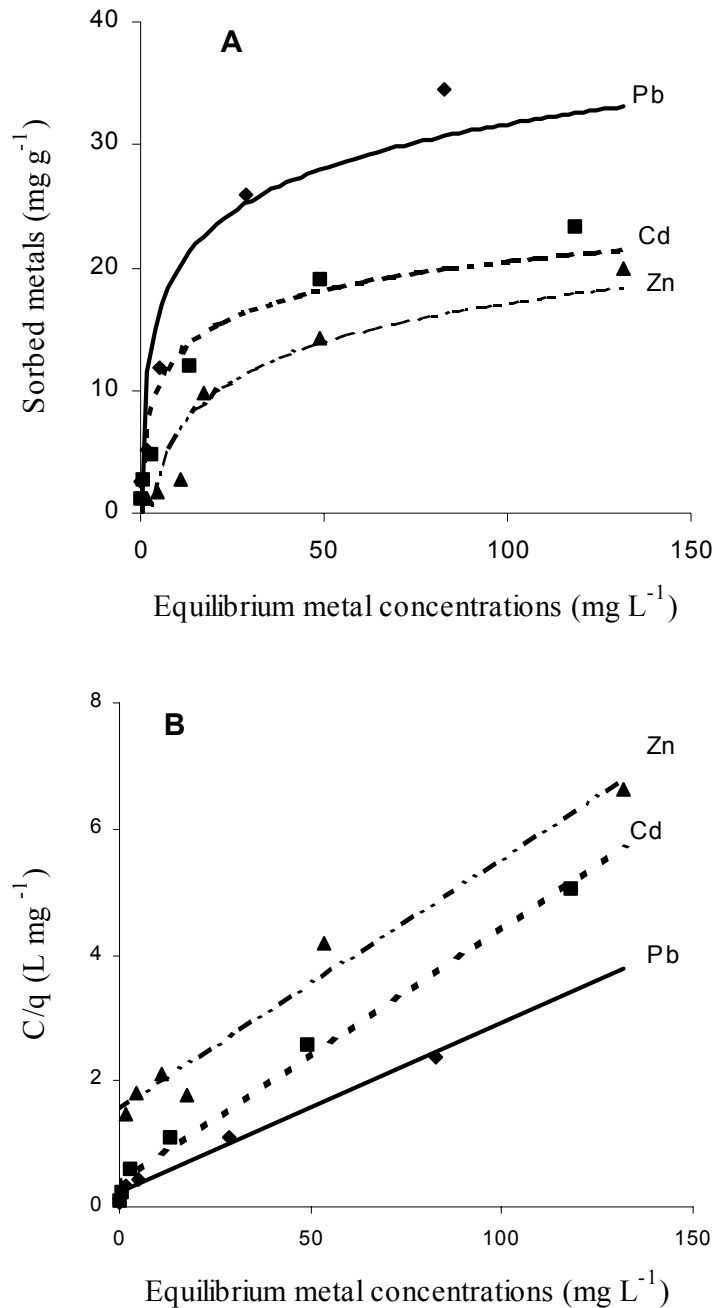 A
40
30
20
10
0
Sorbed metals (mg g-1)
Pb
Cd
Zn
0 50 100 150
Equilibrium metal concentrations (mg L-1)
B
8
6
4
2
0
C/q (L mg -1)
Zn
Cd
Pb
0 50 100 150
Equilibrium metal concentrations (mg L-1)